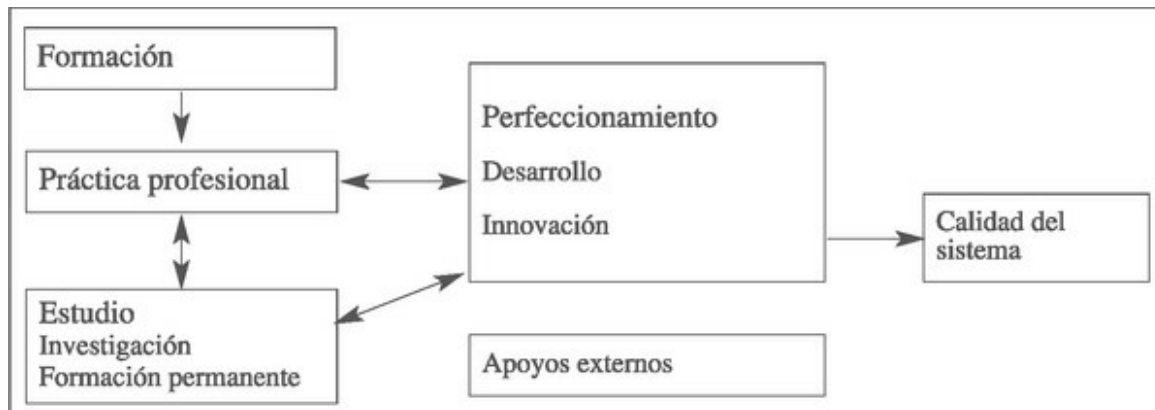 Formación
Práctica profesional
Estudio
Investigación
Formación permanente
Perfeccionamiento
Desarrollo
Innovación
Apoyos externos
Calidad del
sistema